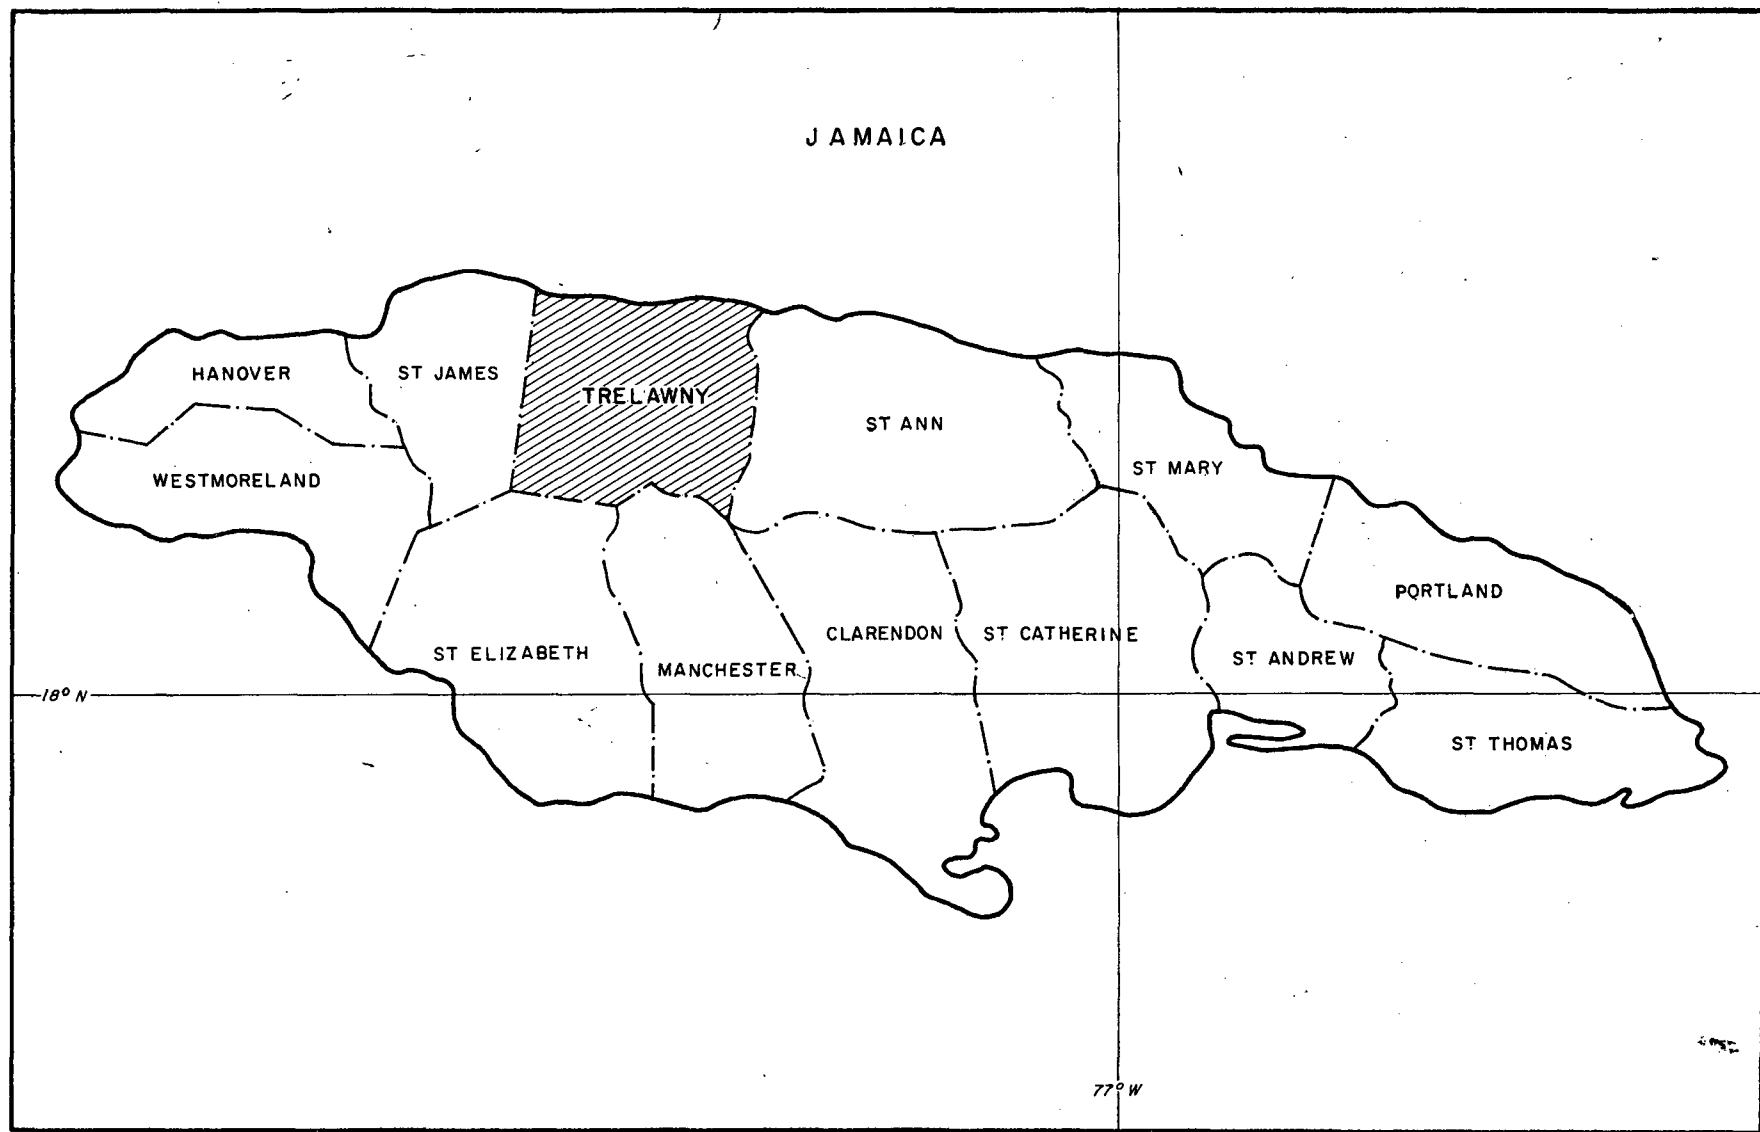 JAMAICA
HANOVER
ST JAMES
TRELAWNY
ST ANN
WESTMORELAND
ST MARY
PORTLAND
ST ELIZABETH
MANCHESTER
CLARENDON
ST CATHERINE
ST ANDREW
18° N
ST THOMAS
77° W